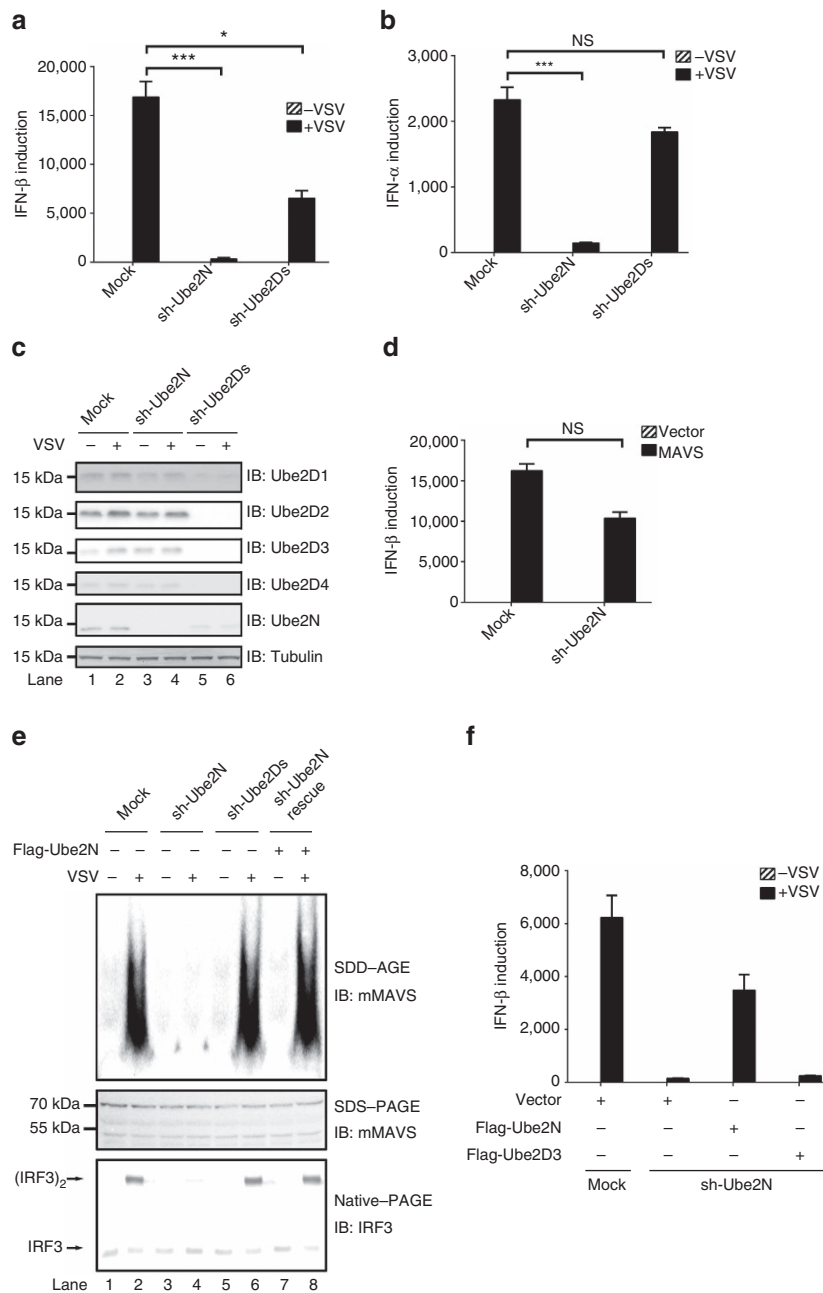 a
*
***
20,000
15,000
10,000
5,000
0
IFN-β induction
–VSV
+VSV
Mock
sh-Ube2N
sh-Ube2Ds
b
NS
***
3,000
2,000
1,000
0
IFN-α induction
–VSV
+VSV
Mock
sh-Ube2N
sh-Ube2Ds
c
Mock
sh-Ube2N
sh-Ube2Ds
VSV – + – + – +
15 kDa IB: Ube2D1
15 kDa IB: Ube2D2
15 kDa IB: Ube2D3
15 kDa IB: Ube2D4
15 kDa IB: Ube2N
15 kDa IB: Tubulin
Lane 1 2 3 4 5 6
d
NS
20,000
15,000
10,000
5,000
0
IFN-β induction
Vector
MAVS
Mock
sh-Ube2N
e
Mock
sh-Ube2N
sh-Ube2Ds
sh-Ube2N
rescue
Flag-Ube2N – – – – – – + +
VSV – + – + – + – +
SDD–AGE
IB: mMAVS
70 kDa
55 kDa
SDS–PAGE
IB: mMAVS
(IRF3)2
IRF3
Native–PAGE
IB: IRF3
Lane 1 2 3 4 5 6 7 8
f
8,000
6,000
4,000
2,000
0
IFN-β induction
–VSV
+VSV
Vector + + – –
Flag-Ube2N – – + –
Flag-Ube2D3 – – – +
Mock sh-Ube2N